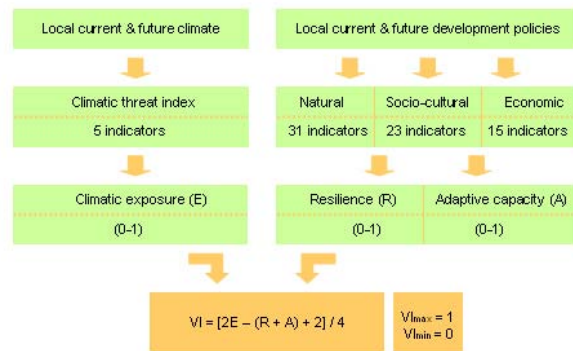 Local current & future climate
Local current & future development policies
Climatic threat index
5 indicators
Natural
Socio-cultural
Economic
31 indicators
23 indicators
15 indicators
Climatic exposure (E)
(0-1)
Resilience (R)
Adaptive capacity (A)
(0-1)
(0-1)
VI = [2E – (R + A) + 2] / 4
VImax = 1
VImin = 0